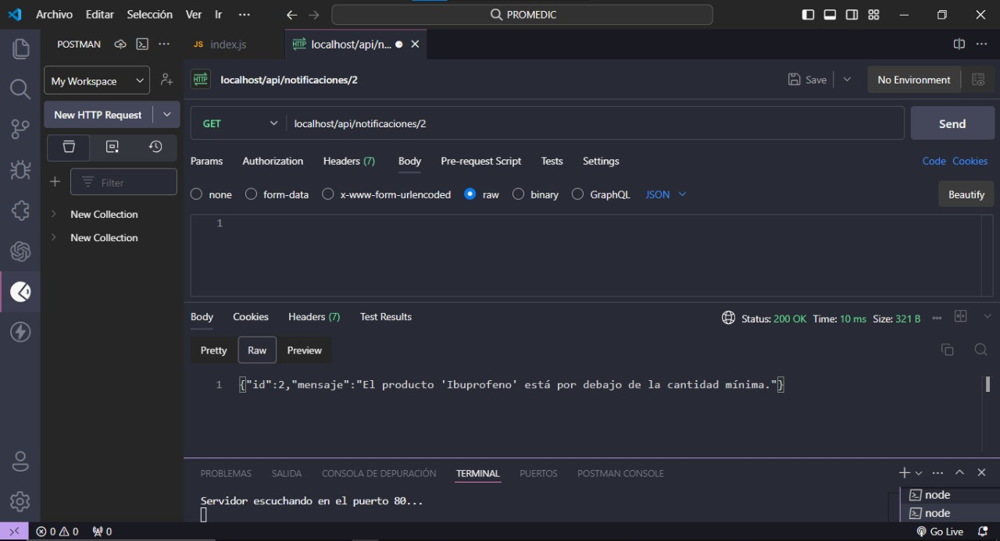 Archivo Editar Selección Ver Ir ··· PROMEDIC
POSTMAN ··· JS index.js HTTP localhost/api/n...
My Workspace HTTP localhost/api/notificaciones/2 Save No Environment
New HTTP Request GET localhost/api/notificaciones/2 Send
Params Authorization Headers (7) Body Pre-request Script Tests Settings Code Cookies
Filter
none form-data x-www-form-urlencoded raw binary GraphQL JSON Beautify
New Collection
New Collection
1
Body Cookies Headers (7) Test Results Status: 200 OK Time: 10 ms Size: 321 B
Pretty Raw Preview
1 {"id":2,"mensaje":"El producto 'Ibuprofeno' está por debajo de la cantidad mínima."}
PROBLEMAS SALIDA CONSOLA DE DEPURACIÓN TERMINAL PUERTOS POSTMAN CONSOLE
Servidor escuchando en el puerto 80...
node
node
0 0 0 Go Live